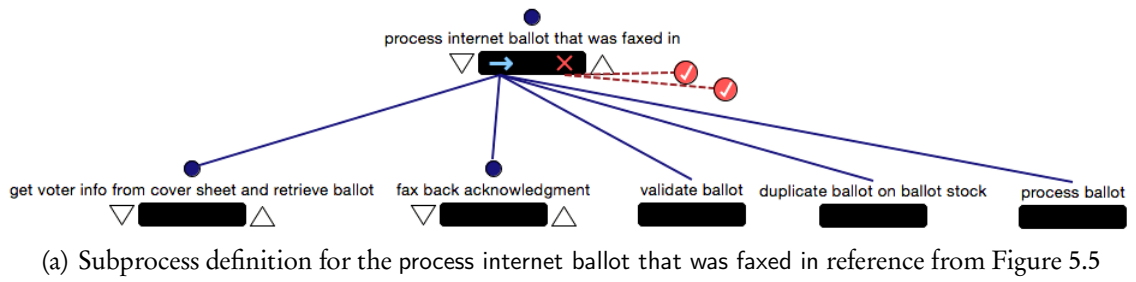 process internet ballot that was faxed in
get voter info from cover sheet and retrieve ballot
fax back acknowledgment
validate ballot
duplicate ballot on ballot stock
process ballot
(a) Subprocess definition for the process internet ballot that was faxed in reference from Figure 5.5